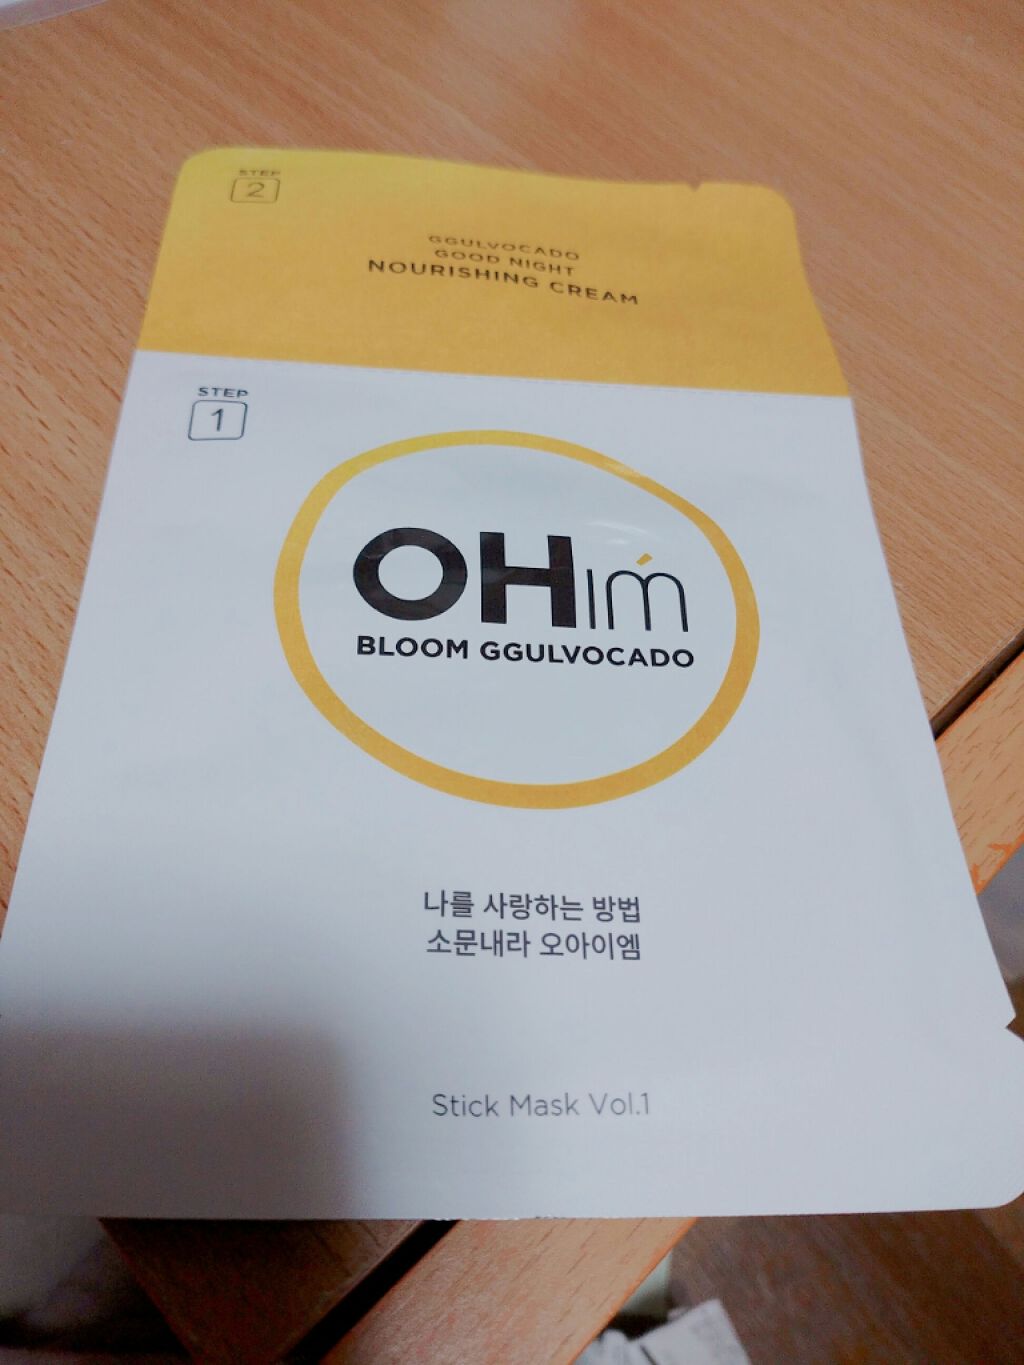 STEP
2
GGULVOCADO
GOOD NIGHT
NOURISHING CREAM
STEP
1
OHIḿ
BLOOM GGULVOCADO
나를 사랑하는 방법
소문내라 오아이엠
Stick Mask Vol.1